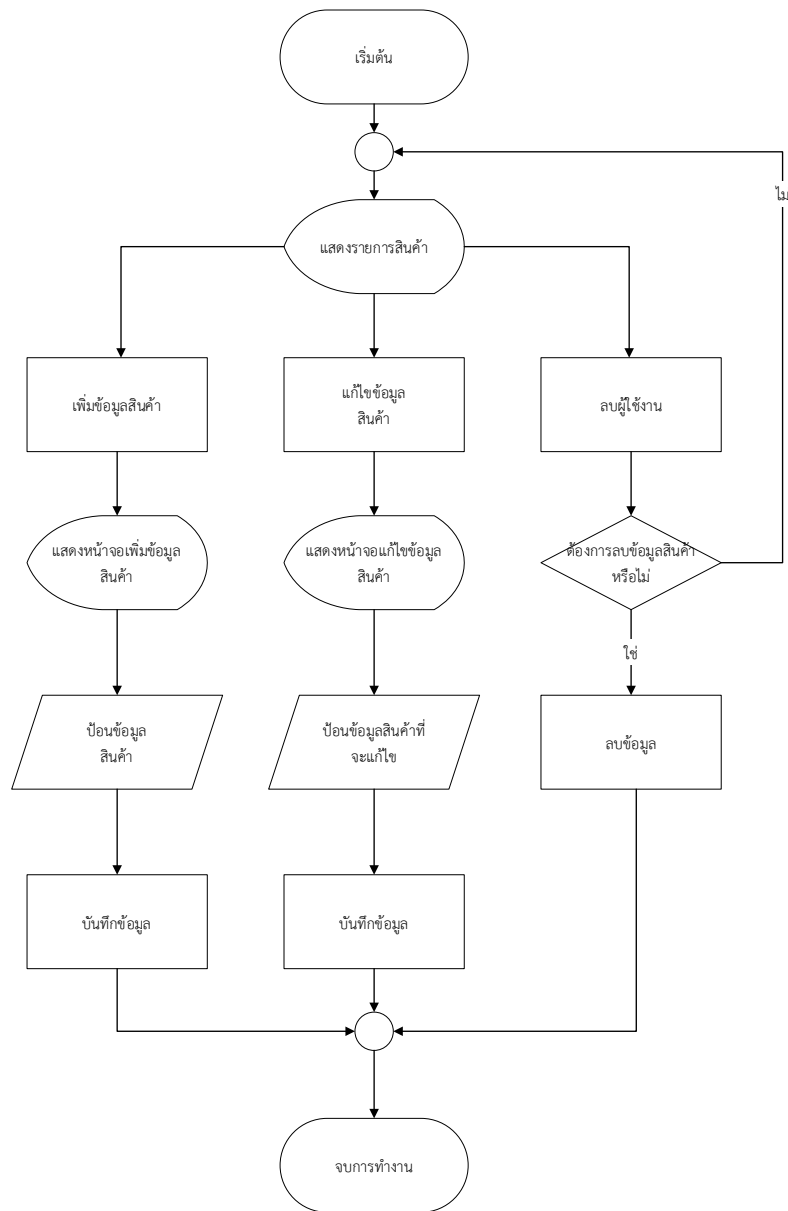 เริ่มต้น
ไม
แสดงรายการสินค้า
เพิ่มข้อมูลสินค้า
แก้ไขข้อมูล
สินค้า
ลบผู้ใช้งาน
แสดงหน้าจอเพิ่มข้อมูล
สินค้า
แสดงหน้าจอแก้ไขข้อมูล
สินค้า
ต้องการลบข้อมูลสินค้า
หรือไม่
ใช่
ป้อนข้อมูล
สินค้า
ป้อนข้อมูลสินค้าที่
จะแก้ไข
ลบข้อมูล
บันทึกข้อมูล
บันทึกข้อมูล
จบการทำงาน